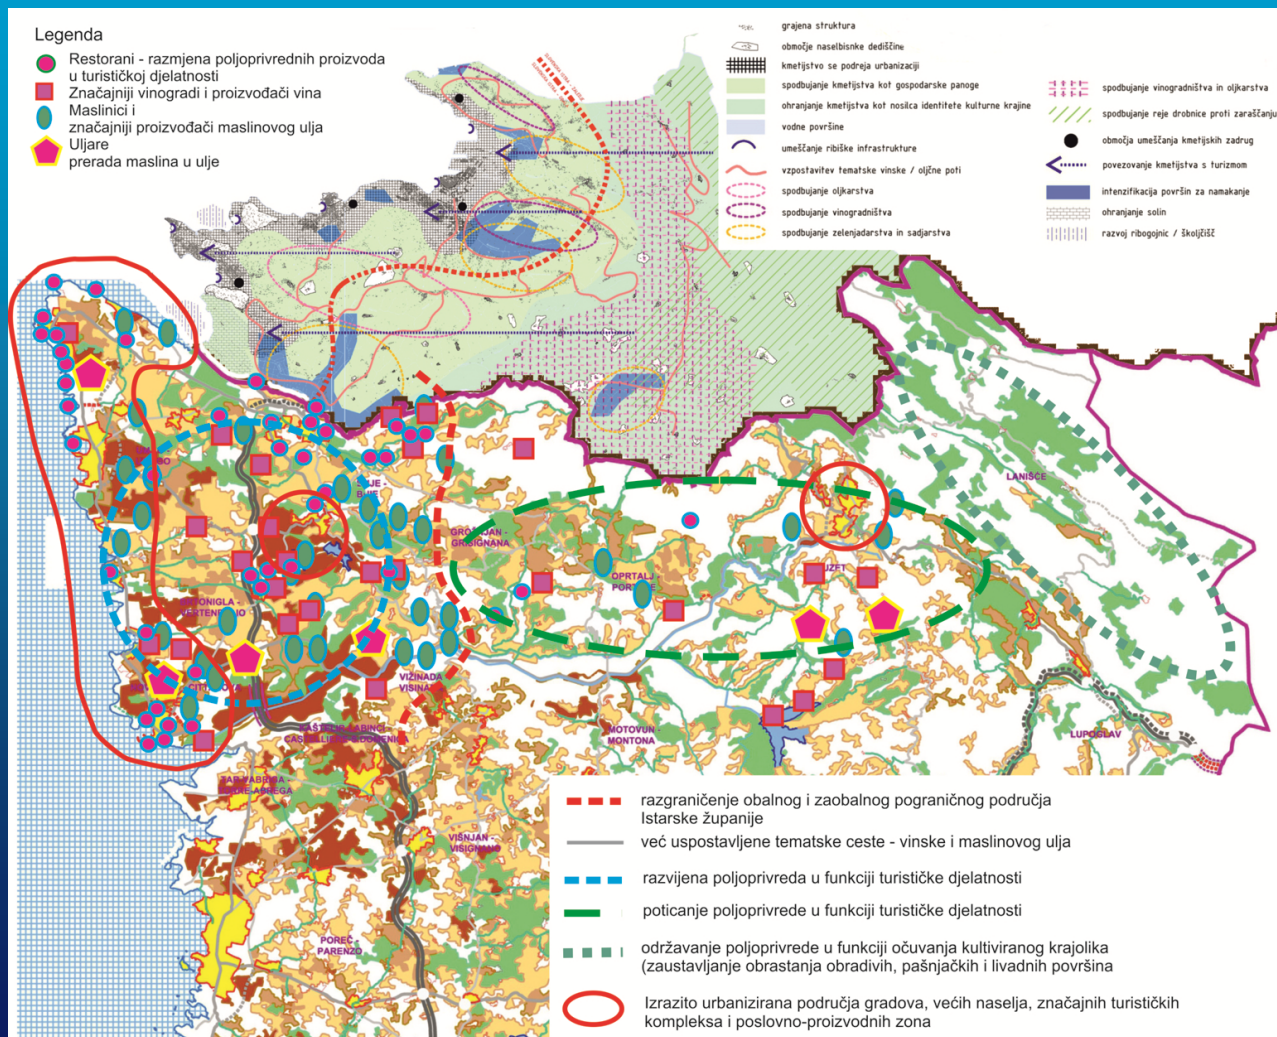 Legenda
Restorani - razmjena poljoprivrednih proizvoda
u turističkoj djelatnosti
Značajniji vinogradi i proizvođači vina
Maslinici i
značajniji proizvođači maslinovog ulja
Uljare
prerada maslina u ulje
grajena struktura
območje naselbisnke dediščine
kmetijstvo se podreja urbanizaciji
spodbujanje kmetijstva kot gospodarske panoge
ohranjanje kmetijstva kot nosilca identitete kulturne krajine
vodne površine
umeščanje ribiške infrastrukture
vzpostavitev tematske vinske / oljčne poti
spodbujanje oljkarstva
spodbujanje vinogradništva
spodbujanje zelenjadarstva in sadjarstva
spodbujanje vinogradništva in oljkarstva
spodbujanje reje drobnice proti zaraščanju
območja umeščanja kmetijskih zadrug
povezovanje kmetijstva s turizmom
intenzifikacija površin za namakanje
ohranjanje solin
razvoj ribogojnic / školjčišč
LANIŠĆE
GROŽNJAN -
GRISIGNANA
OPRTALJ -
VIŽINADA
MOTOVUN -
MONTONA
LUPOGLAV
VIŠNJAN -
VISIGNANO
POREČ -
PARENZO
razgraničenje obalnog i zaobalnog pograničnog područja
Istarske županije
već uspostavljene tematske ceste - vinske i maslinovog ulja
razvijena poljoprivreda u funkciji turističke djelatnosti
poticanje poljoprivrede u funkciji turističke djelatnosti
održavanje poljoprivrede u funkciji očuvanja kultiviranog krajolika
(zaustavljanje obrastanja obradivih, pašnjačkih i livadnih površina
Izrazito urbanizirana područja gradova, većih naselja, značajnih turističkih
kompleksa i poslovno-proizvodnih zona